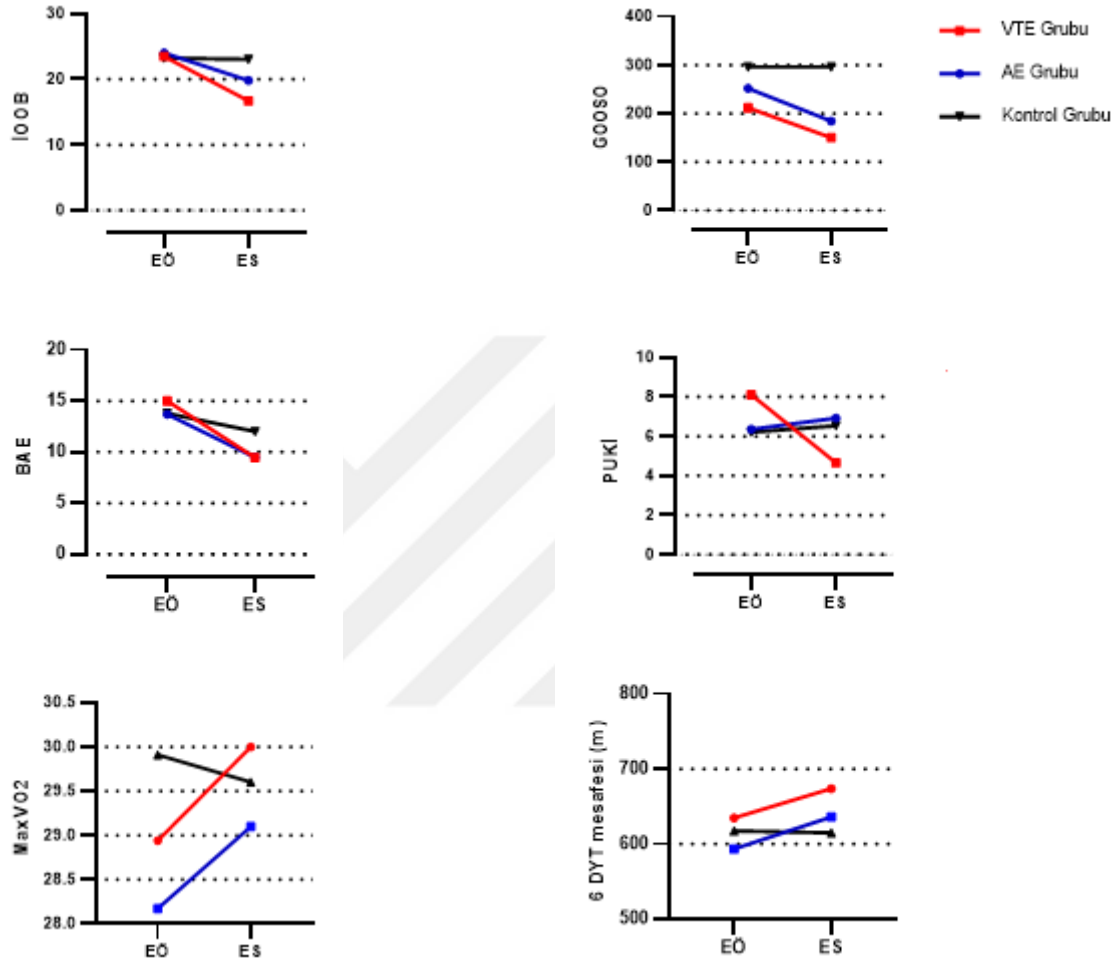 İOOB
30
20
10
0
EÖ ES
GOOSO
400
300
200
100
0
EÖ ES
VTE Grubu
AE Grubu
Kontrol Grubu
BAE
20
15
10
5
0
EÖ ES
PUKİ
10
8
6
4
2
0
EÖ ES
MaxVO2
30.5
30.0
29.5
29.0
28.5
28.0
EÖ ES
6 DYT mesafesi (m)
800
700
600
500
EÖ ES